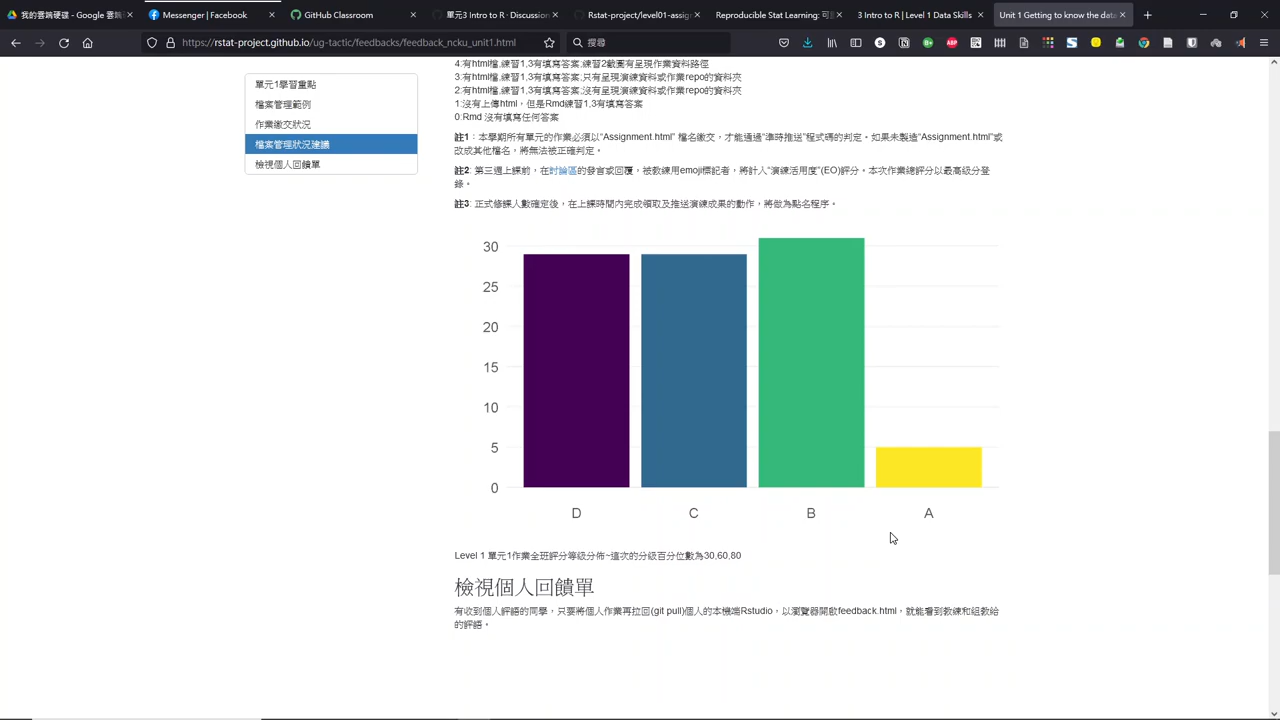 我的雲端硬碟 - Google 雲端
Messenger | Facebook
GitHub Classroom
單元3 Intro to R · Discussion
Rstat-project/level01-assign
Reproducible Stat Learning: 可
3 Intro to R | Level 1 Data Skills
Unit 1 Getting to know the data
https://rstat-project.github.io/ug-tactic/feedbacks/feedback_ncku_unit1.html
搜尋
單元1學習重點
檔案管理範例
作業繳交狀況
檔案管理狀況建議
檢視個人回饋單
4:有html檔,練習1,3有填寫答案;練習2截圖有呈現作業資料路徑
3:有html檔,練習1,3有填寫答案;只有呈現演練資料或作業repo的資料夾
2:有html檔,練習1,3有填寫答案;沒有呈現演練資料或作業repo的資料夾
1:沒有上傳html，但是Rmd練習1,3有填寫答案
0:Rmd 沒有填寫任何答案
註1：本學期所有單元的作業必須以“Assignment.html” 檔名繳交，才能通過“準時推送”程式碼的判定。如果未製造“Assignment.html”或
改成其他檔名，將無法被正確判定。
註2: 第三週上課前，在討論區的發言或回覆，被教練用emoji標記者，將計入“演練活用度”(EO)評分。本次作業總評分以最高級分登
錄。
註3: 正式修課人數確定後，在上課時間內完成領取及推送演練成果的動作，將做為點名程序。
30
25
20
15
10
5
0
D C B A
Level 1 單元1作業全班評分等級分佈~這次的分級百分位數為30,60,80
檢視個人回饋單
有收到個人評語的同學，只要將個人作業再拉回(git pull)個人的本機端Rstudio，以瀏覽器開啟feedback.html，就能看到教練和組教給
的評語。